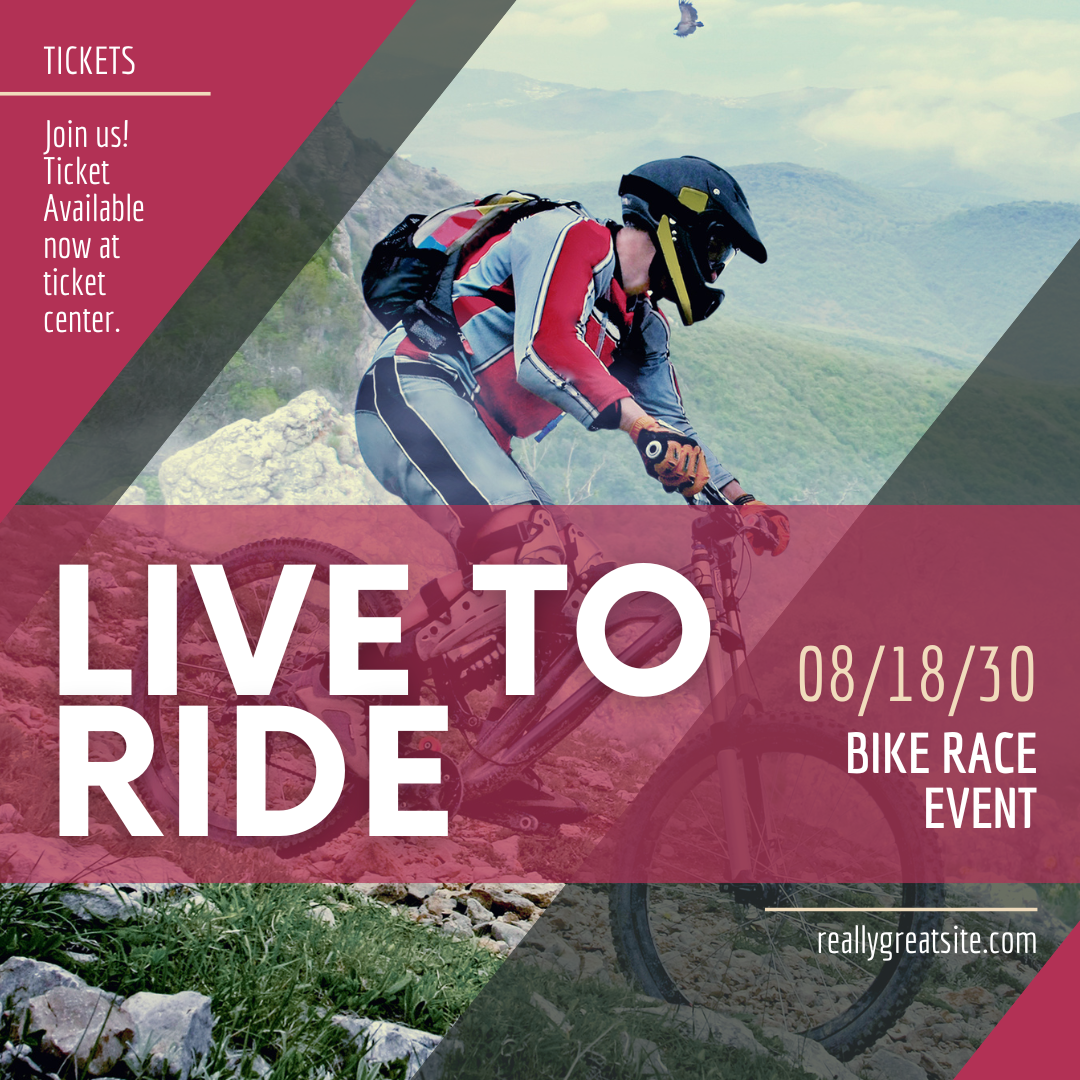 TICKETS
Join us!
Ticket
Available
now at
ticket
center.
LIVE TO
RIDE
08/18/30
BIKE RACE
EVENT
reallygreatsite.com